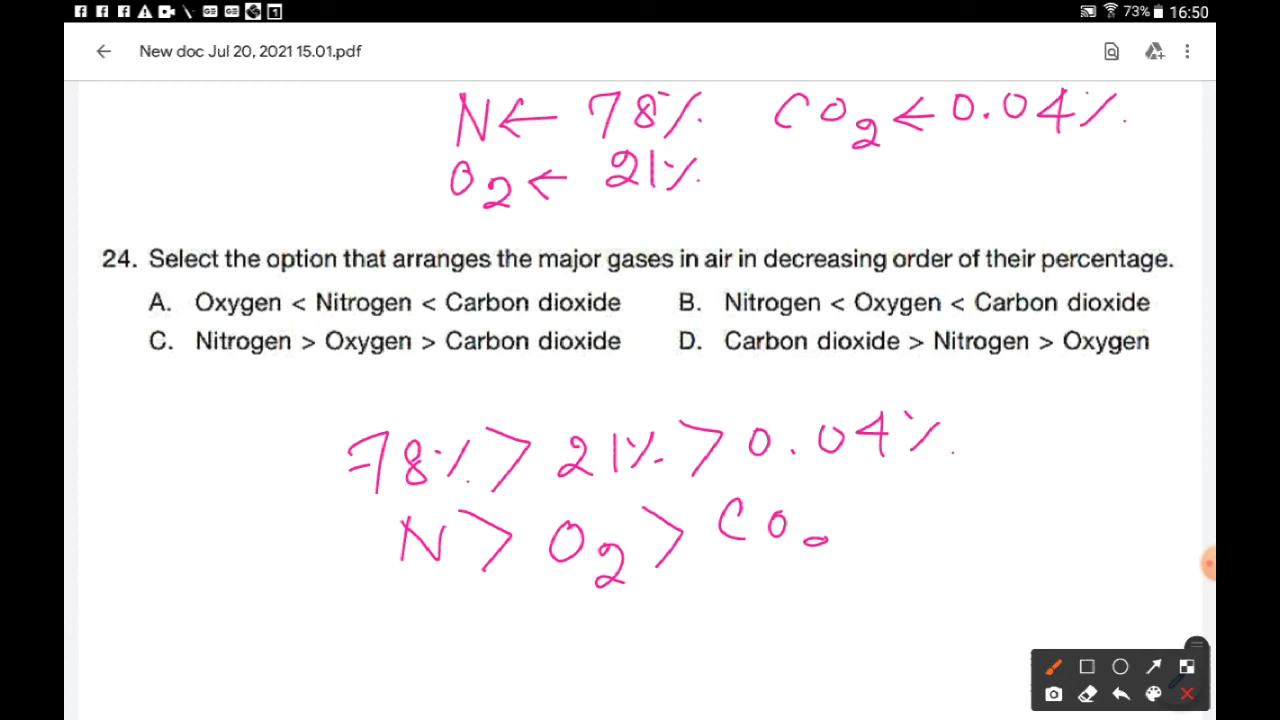 73% 16:50
New doc Jul 20, 2021 15.01.pdf
N ← 78% CO2 ← 0.04%.
O2 ← 21%
24. Select the option that arranges the major gases in air in decreasing order of their percentage.
A. Oxygen < Nitrogen < Carbon dioxide B. Nitrogen < Oxygen < Carbon dioxide
C. Nitrogen > Oxygen > Carbon dioxide D. Carbon dioxide > Nitrogen > Oxygen
78% > 21% > 0.04%.
N > O2 > CO